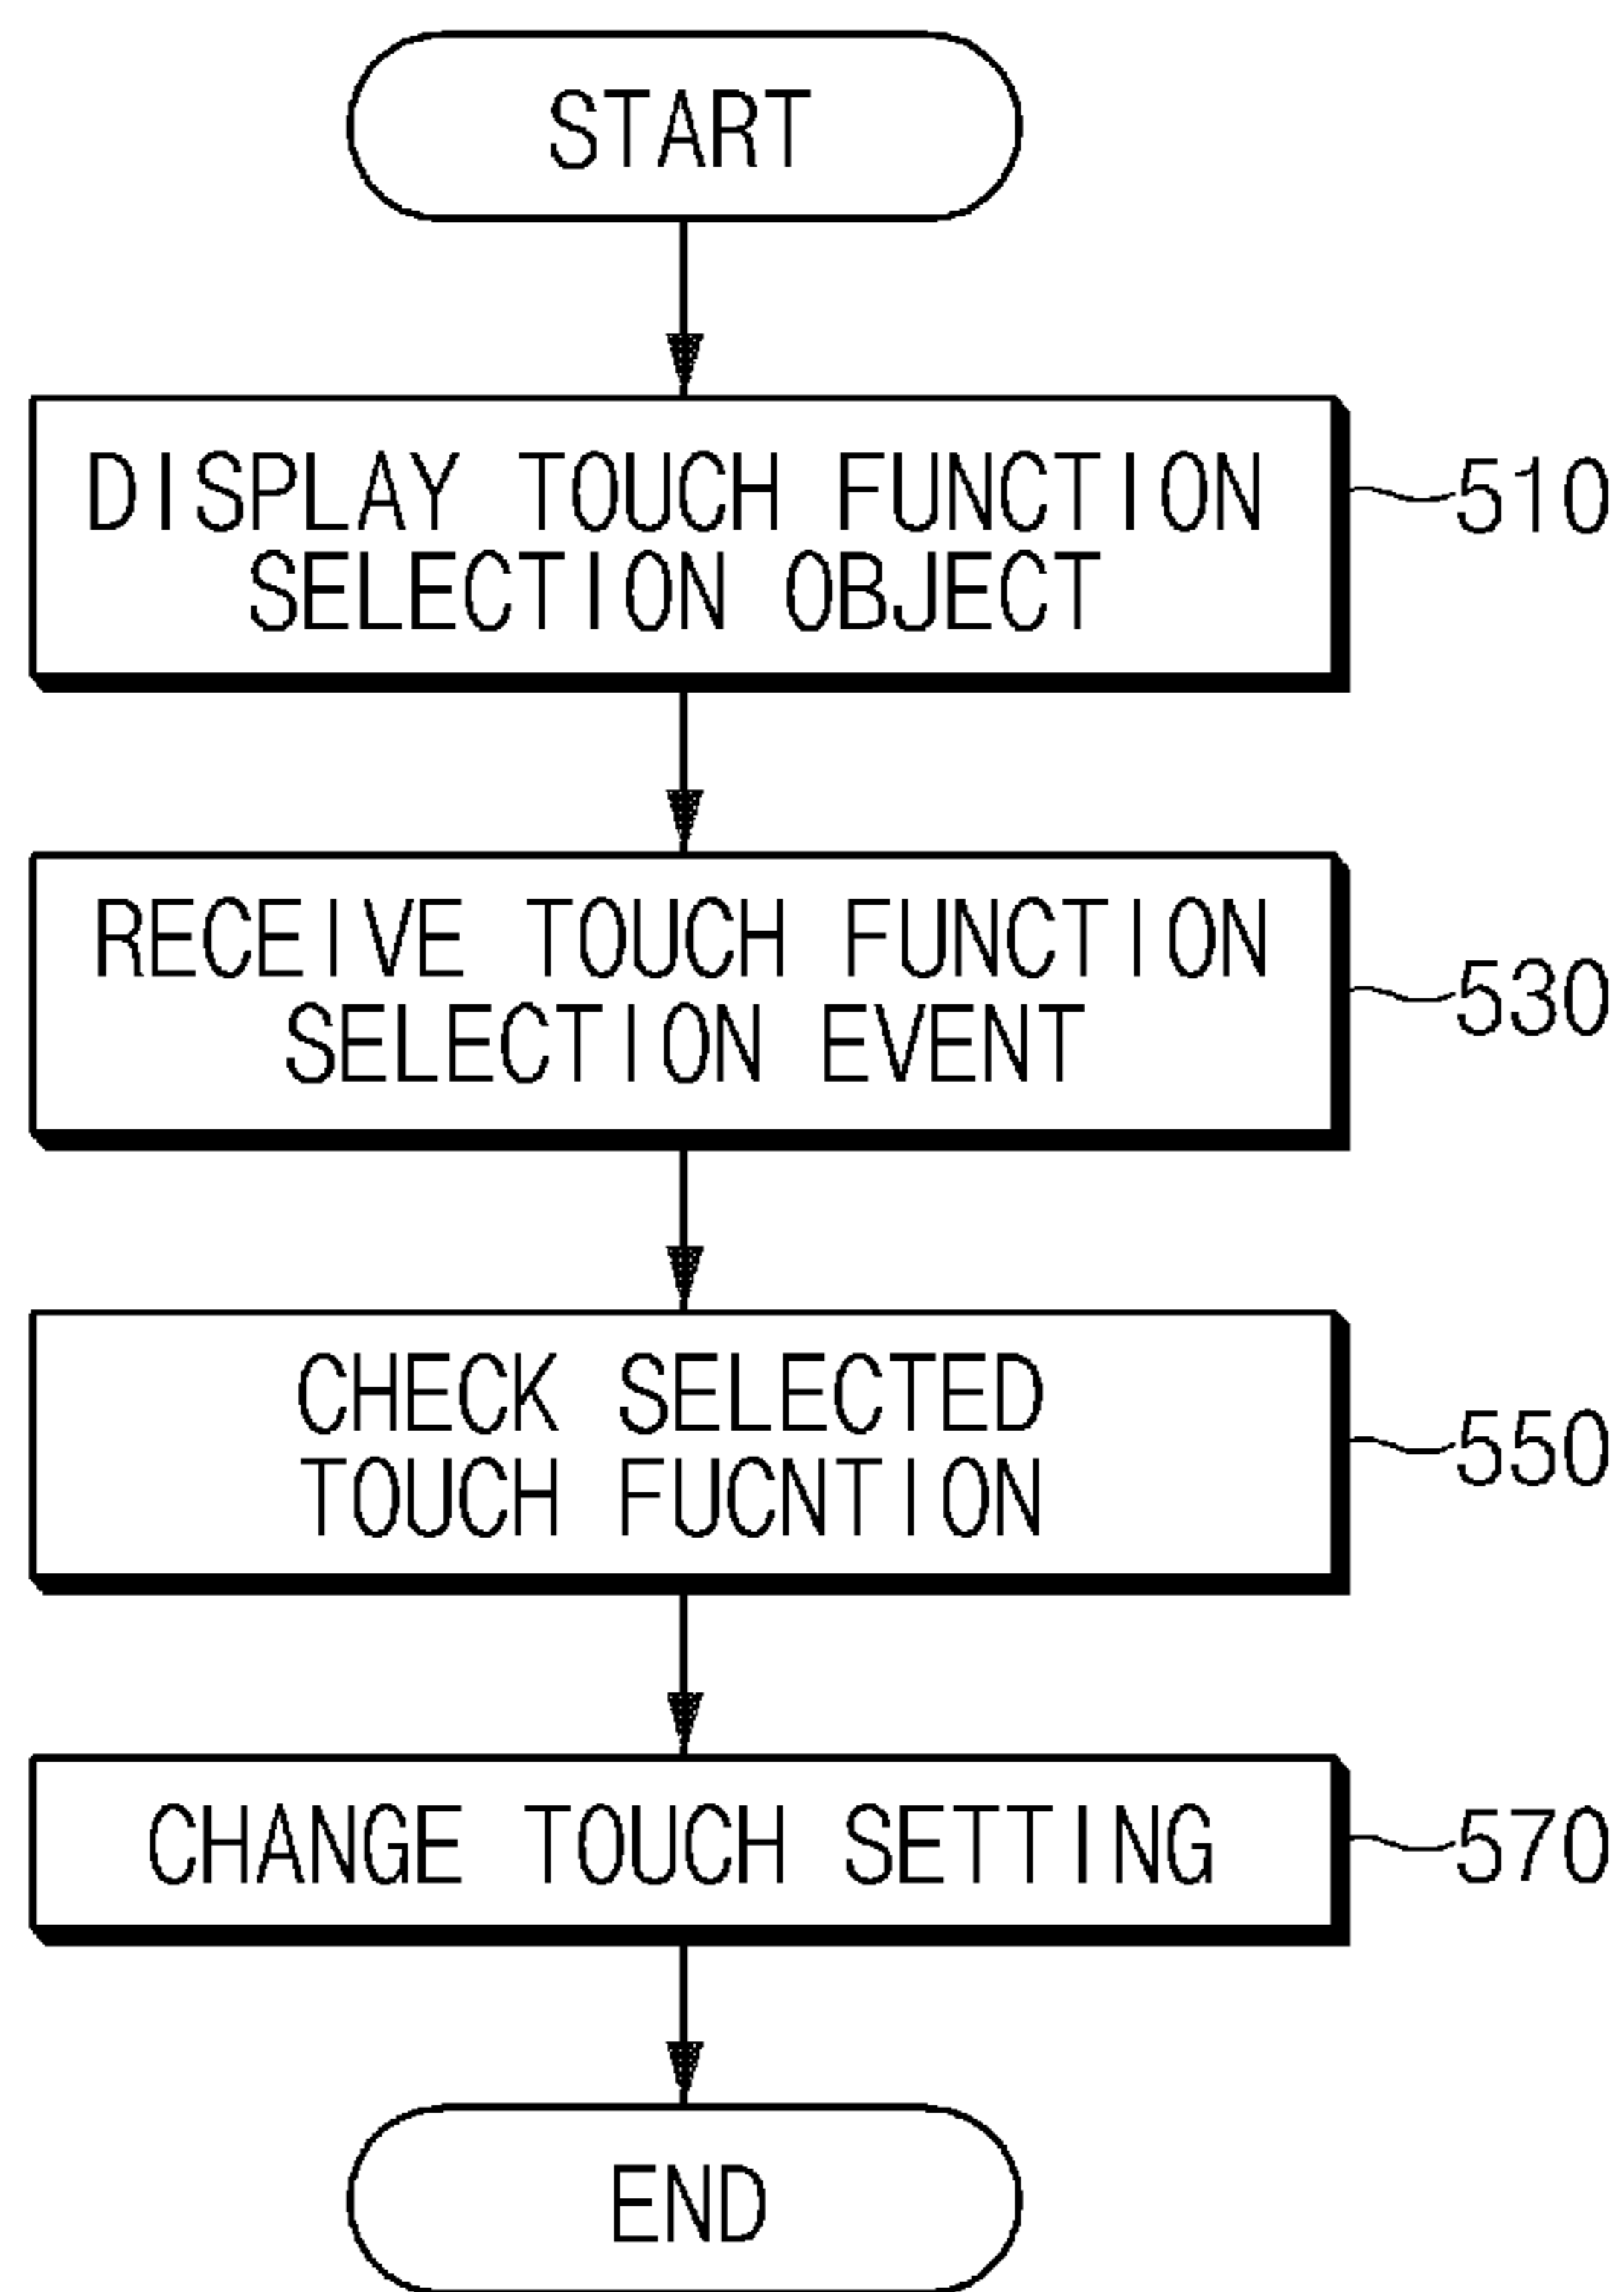 START
DISPLAY TOUCH FUNCTION
SELECTION OBJECT
510
RECEIVE TOUCH FUNCTION
SELECTION EVENT
530
CHECK SELECTED
TOUCH FUCNTION
550
CHANGE TOUCH SETTING
570
END